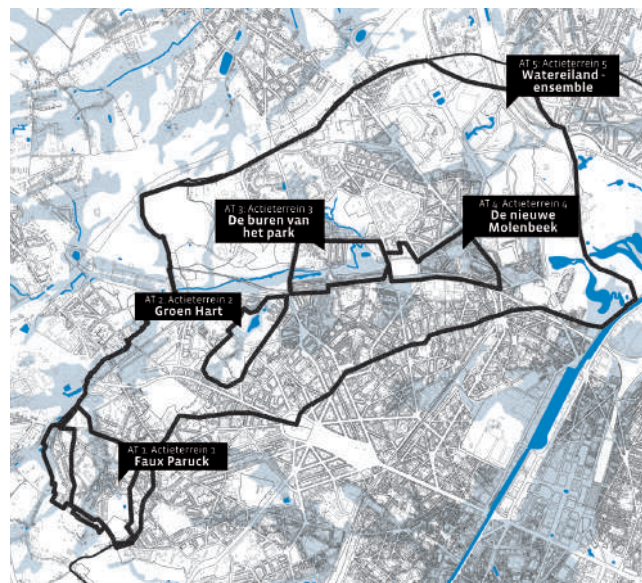 AT 5: Actieterrein 5
Watereiland -
ensemble
AT 3: Actieterrein 3
De buren van
het park
AT 4: Actieterrein 4
De nieuwe
Molenbeek
AT 2: Actieterrein 2
Groen Hart
AT 1: Actieterrein 1
Faux Paruck